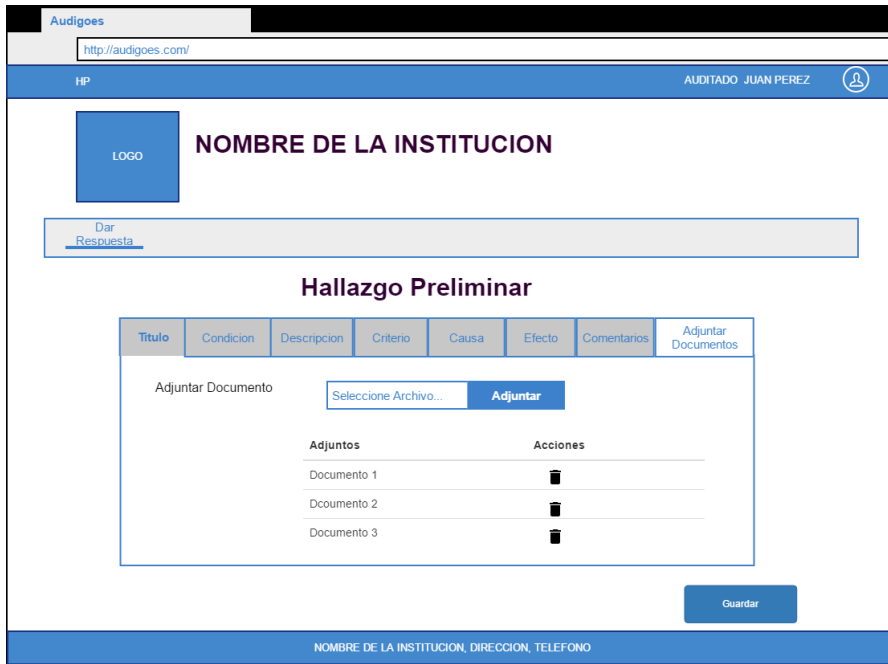 Audigoes
http://audigoes.com/
HP
AUDITADO JUAN PEREZ
LOGO
NOMBRE DE LA INSTITUCION
Dar
Respuesta
Hallazgo Preliminar
Titulo
Condicion
Descripcion
Criterio
Causa
Efecto
Comentarios
Adjuntar
Documentos
Adjuntar Documento
Seleccione Archivo...
Adjuntar
Adjuntos
Acciones
Documento 1
Dcoumento 2
Documento 3
Guardar
NOMBRE DE LA INSTITUCION, DIRECCION, TELEFONO